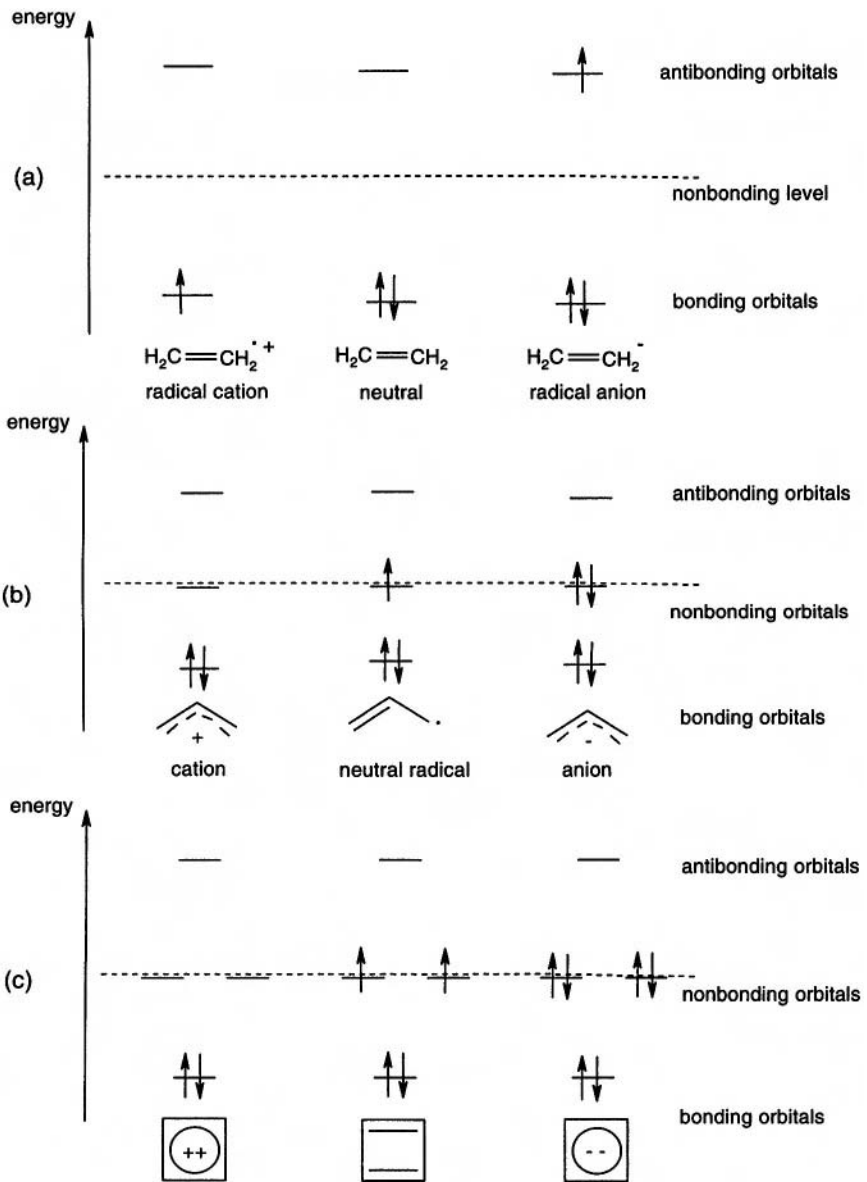 energy
antibonding orbitals
(a)
nonbonding level
bonding orbitals
H₂C=CH₂•+ H₂C=CH₂ H₂C=CH₂-
radical cation neutral radical anion
energy
antibonding orbitals
(b)
nonbonding orbitals
bonding orbitals
+ • -
cation neutral radical anion
energy
antibonding orbitals
(c)
nonbonding orbitals
bonding orbitals
++ - -